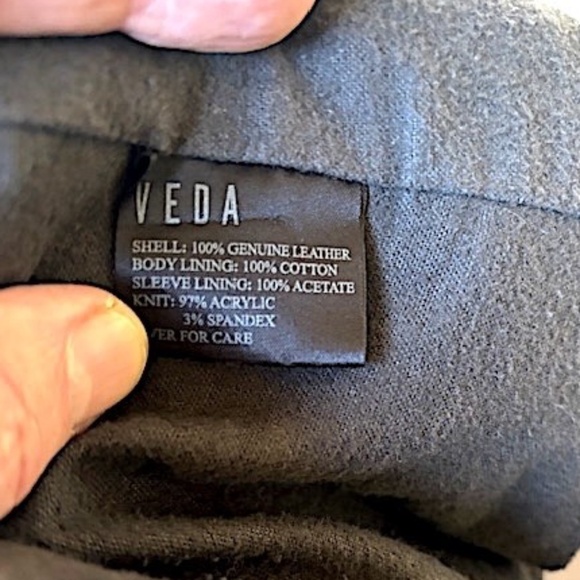 VEDA
SHELL: 100% GENUINE LEATHER
BODY LINING: 100% COTTON
SLEEVE LINING: 100% ACETATE
KNIT: 97% ACRYLIC
3% SPANDEX
FOR CARE